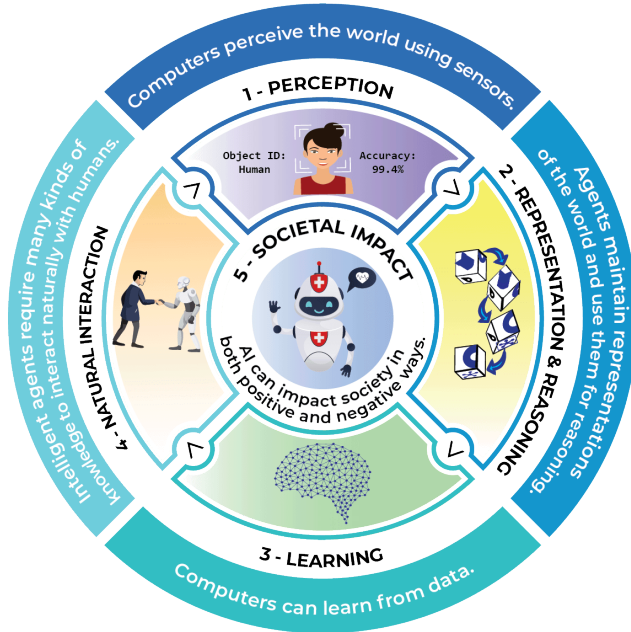 Computers perceive the world using sensors.
1 - PERCEPTION
Object ID:
Human
Accuracy:
99.4%
Agents maintain representations
of the world and use them for reasoning.
2 - REPRESENTATION & REASONING
3 - LEARNING
Computers can learn from data.
Intelligent agents require many kinds of
knowledge to interact naturally with humans.
4 - NATURAL INTERACTION
5 - SOCIETAL IMPACT
AI can impact society in
both positive and negative ways.